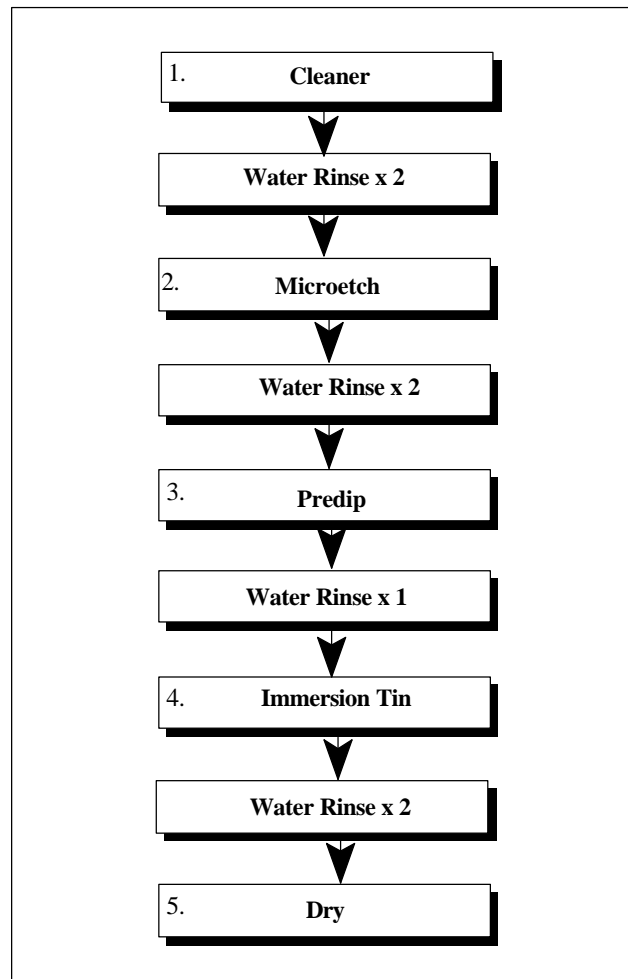 1. Cleaner
Water Rinse x 2
2. Microetch
Water Rinse x 2
3. Predip
Water Rinse x 1
4. Immersion Tin
Water Rinse x 2
5. Dry